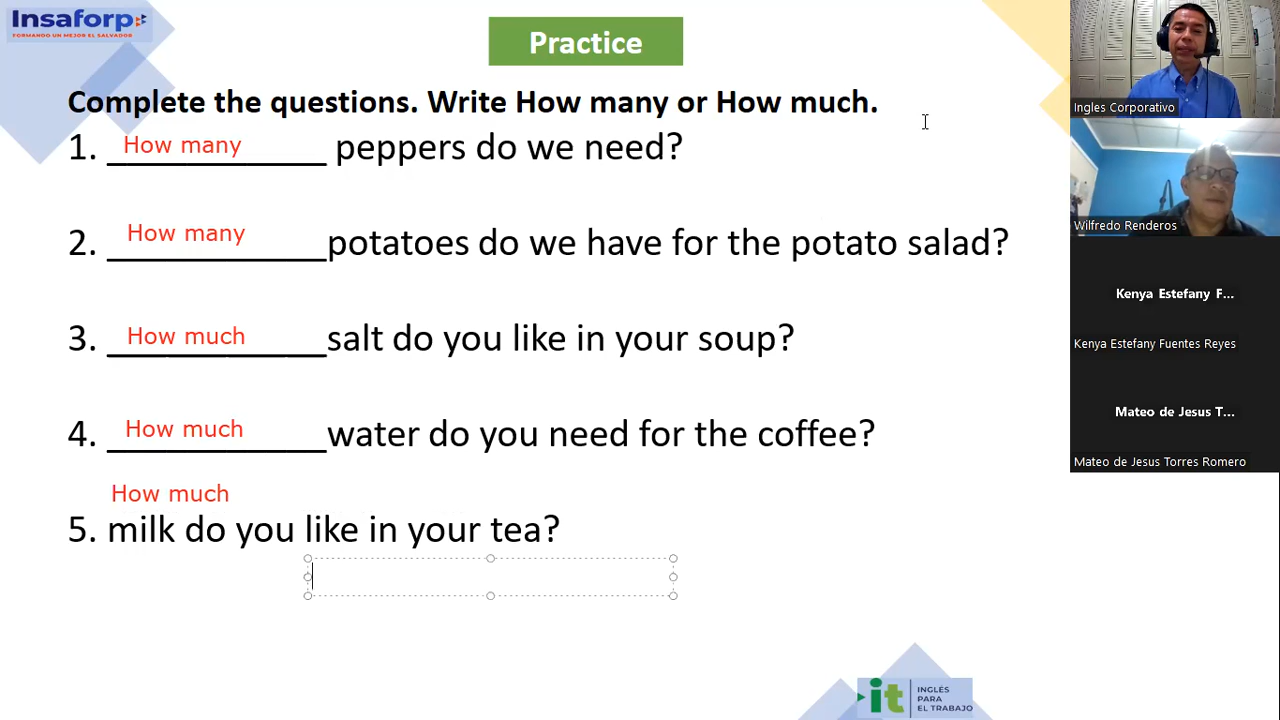 Insaforp
FORMANDO UN MEJOR EL SALVADOR
Practice
Complete the questions. Write How many or How much.
1. How many peppers do we need?
2. How many potatoes do we have for the potato salad?
3. How much salt do you like in your soup?
4. How much water do you need for the coffee?
How much
5. milk do you like in your tea?
it INGLÉS
PARA
EL TRABAJO
Ingles Corporativo
Wilfredo Renderos
Kenya Estefany F...
Kenya Estefany Fuentes Reyes
Mateo de Jesus T...
Mateo de Jesus Torres Romero